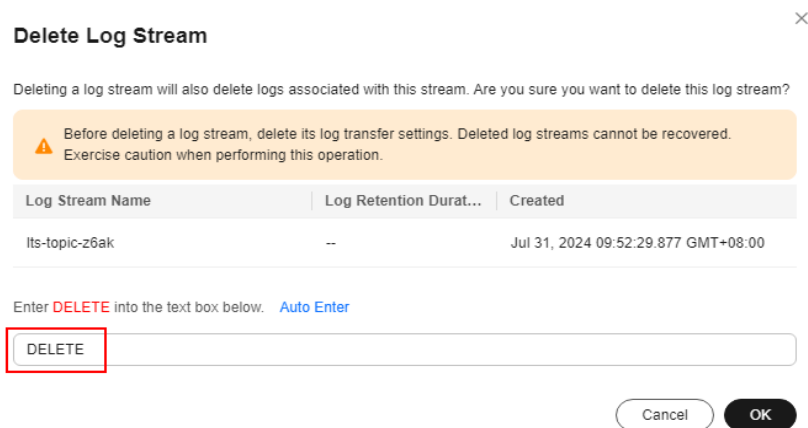 Delete Log Stream
Deleting a log stream will also delete logs associated with this stream. Are you sure you want to delete this log stream?
Before deleting a log stream, delete its log transfer settings. Deleted log streams cannot be recovered.
Exercise caution when performing this operation.
Log Stream Name Log Retention Durat... Created
lts-topic-z6ak -- Jul 31, 2024 09:52:29.877 GMT+08:00
Enter DELETE into the text box below. Auto Enter
DELETE
Cancel OK